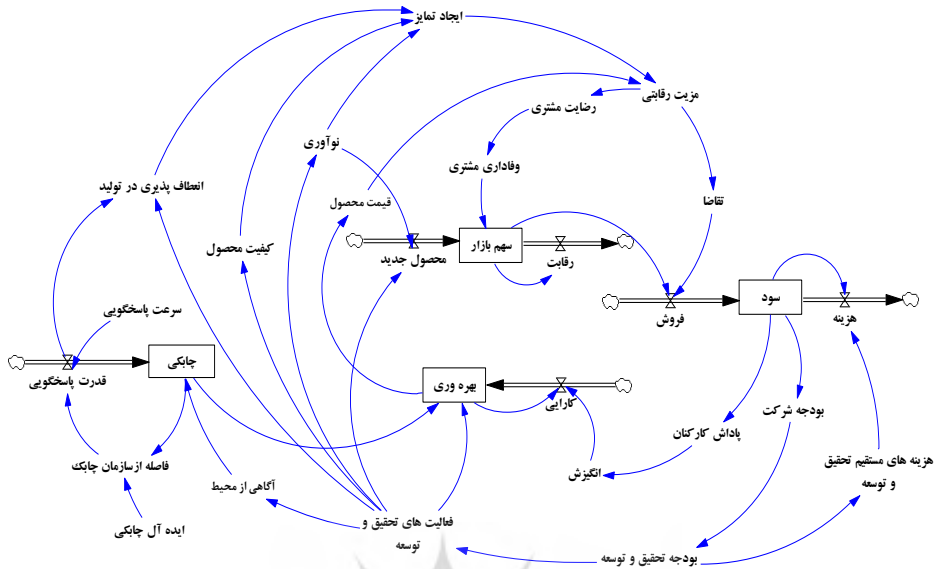 ایجاد تمایز
مزیت رقابتی
رضایت مشتری
نوآوری
وفاداری مشتری
انعطاف پذیری در تولید
قیمت محصول
تقاضا
کیفیت محصول
محصول جدید
سهم بازار
رقابت
سرعت پاسخگویی
فروش
سود
هزینه
چابکی
قدرت پاسخگویی
بهره وری
کارایی
بودجه شرکت
پاداش کارکنان
هزینه های مستقیم تحقیق
و توسعه
فاصله ازسازمان چابک
انگیزش
آگاهی از محیط
ایده آل چابکی
فعالیت های تحقیق و
توسعه
بودجه تحقیق و توسعه